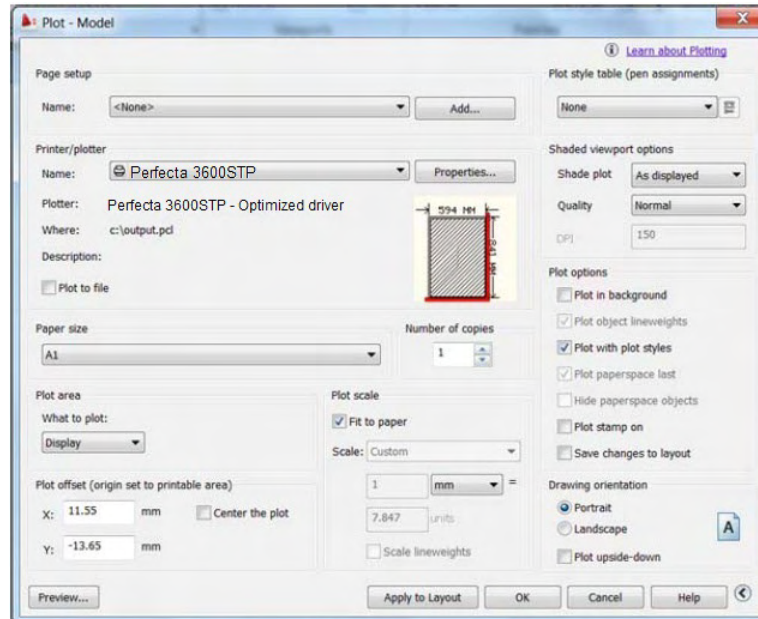 Plot - Model
Learn about Plotting
Page setup
Name: <None> Add...
Plot style table (pen assignments)
None
Printer/plotter
Name: Perfecta 3600STP Properties...
Plotter: Perfecta 3600STP - Optimized driver
Where: c:\output.pcl
Description:
Plot to file
594 MM
841 MM
Shaded viewport options
Shade plot As displayed
Quality Normal
DPI 150
Paper size
A1
Number of copies
1
Plot options
Plot in background
Plot object lineweights
Plot with plot styles
Plot paperspace last
Hide paperspace objects
Plot stamp on
Save changes to layout
Plot area
What to plot:
Display
Plot scale
Fit to paper
Scale: Custom
1 mm =
7.847 units
Scale lineweights
Plot offset (origin set to printable area)
X: 11.55 mm Center the plot
Y: -13.65 mm
Drawing orientation
Portrait
Landscape
Plot upside-down
A
Preview... Apply to Layout OK Cancel Help